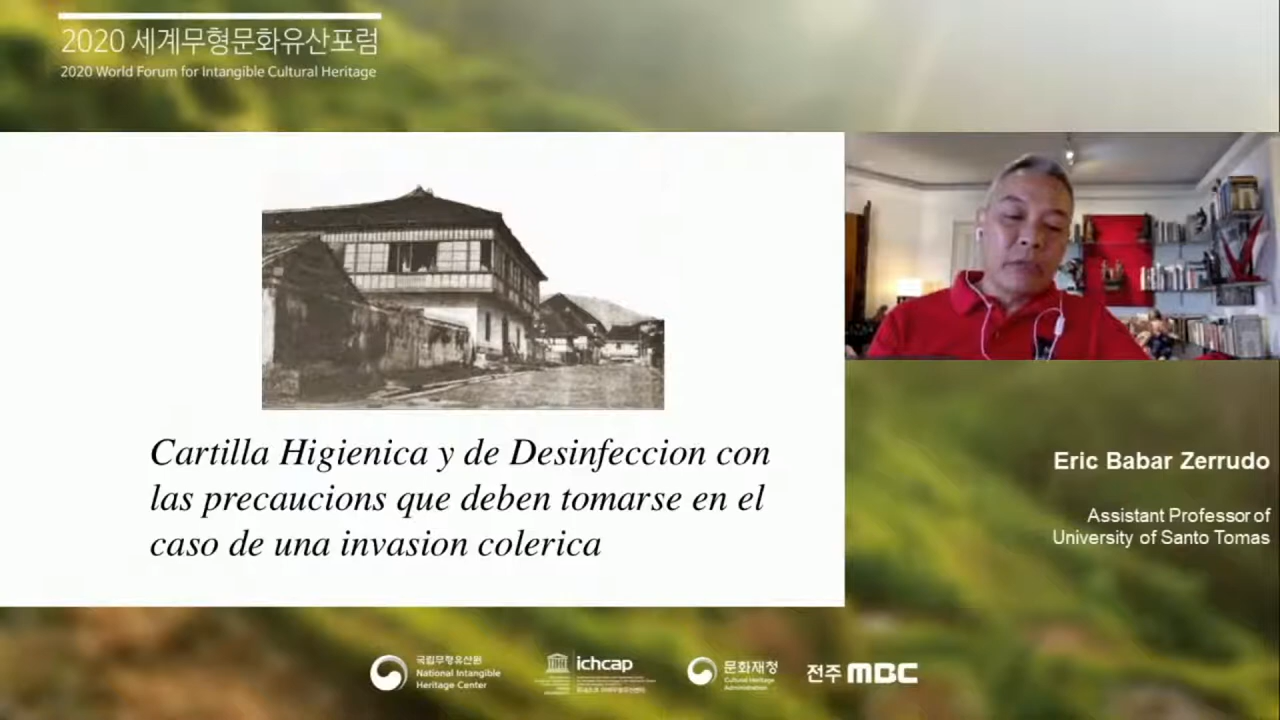 2020 세계무형문화유산포럼
2020 World Forum for Intangible Cultural Heritage
Cartilla Higienica y de Desinfeccion con
las precaucions que deben tomarse en el
caso de una invasion colerica
Eric Babar Zerrudo
Assistant Professor of
University of Santo Tomas
국립무형유산원
National Intangible
Heritage Center
ichcap
문화재청
Cultural Heritage
Administration
전주 MBC